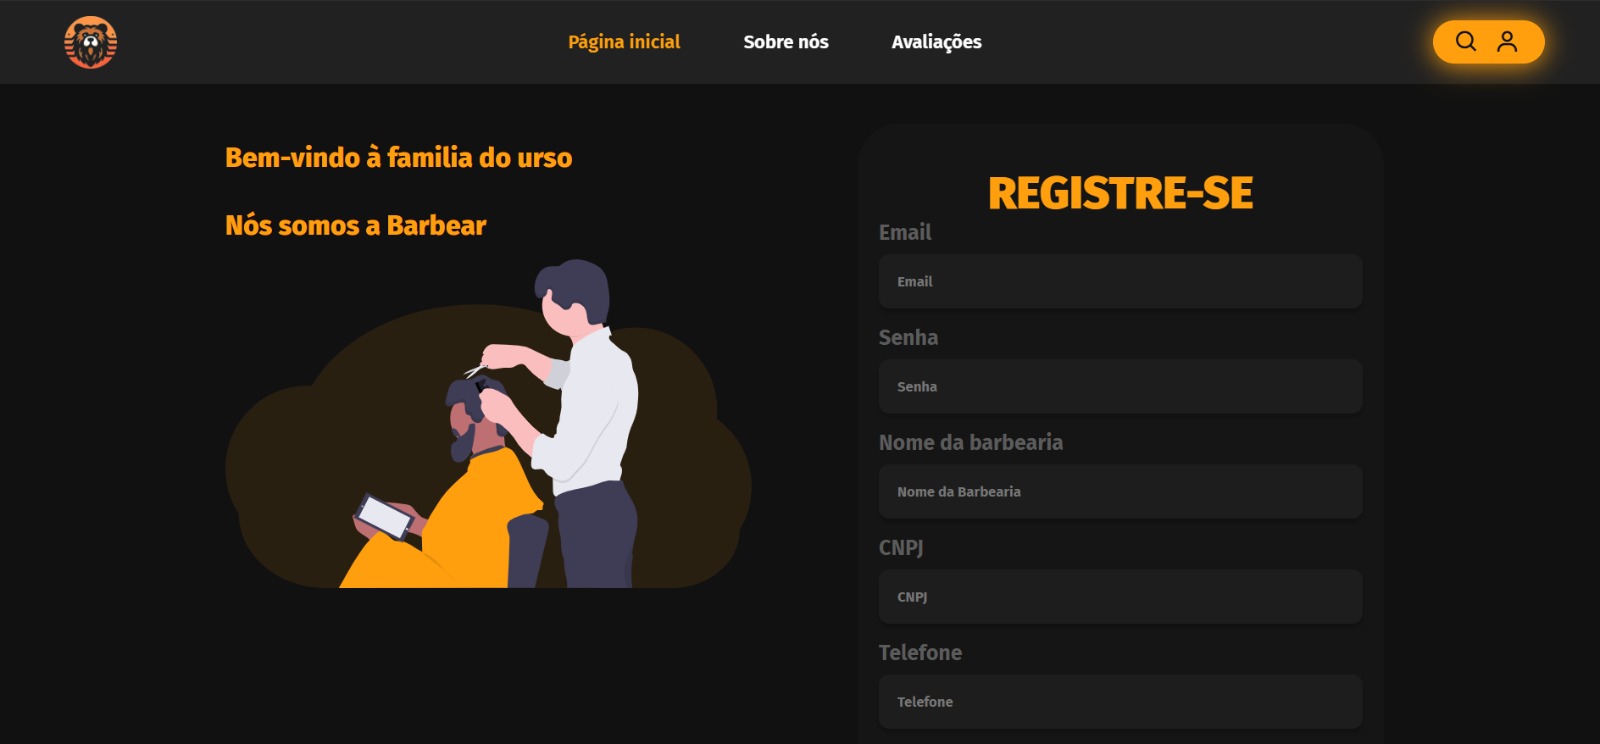 Página inicial
Sobre nós
Avaliações
Bem-vindo à familia do urso
Nós somos a Barbear
REGISTRE-SE
Email
Email
Senha
Senha
Nome da barbearia
Nome da Barbearia
CNPJ
CNPJ
Telefone
Telefone